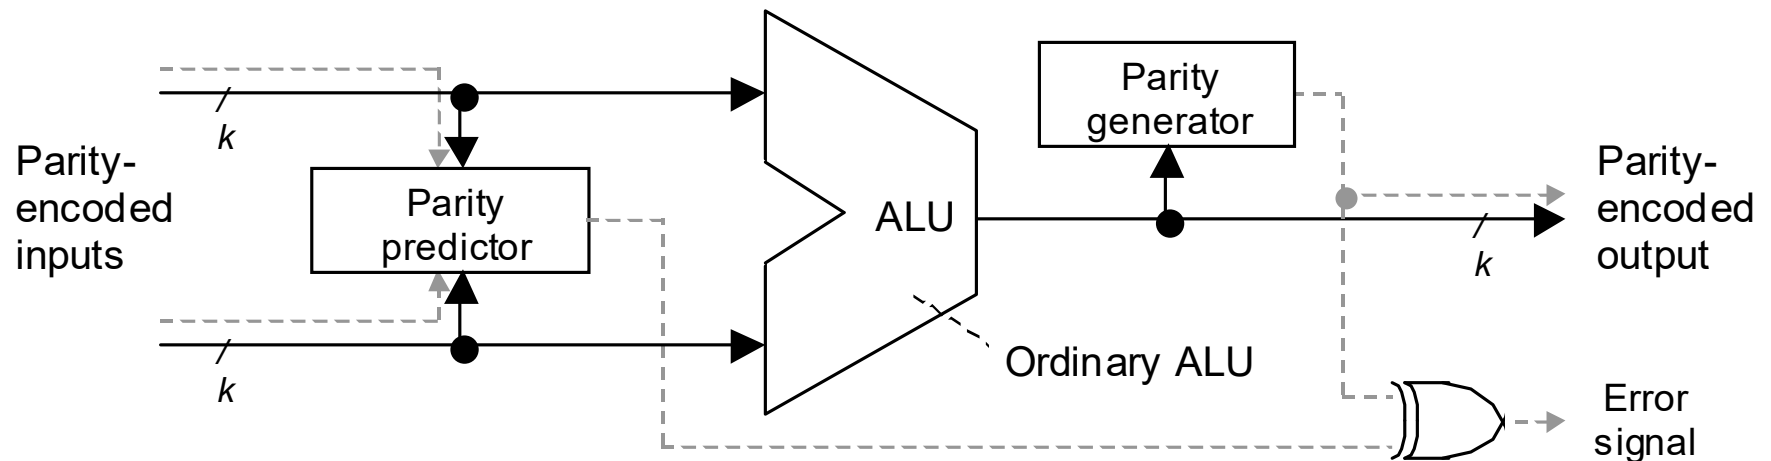 Parity-
encoded
inputs
k
k
Parity
predictor
ALU
Ordinary ALU
Parity
generator
k
Parity-
encoded
output
Error
signal